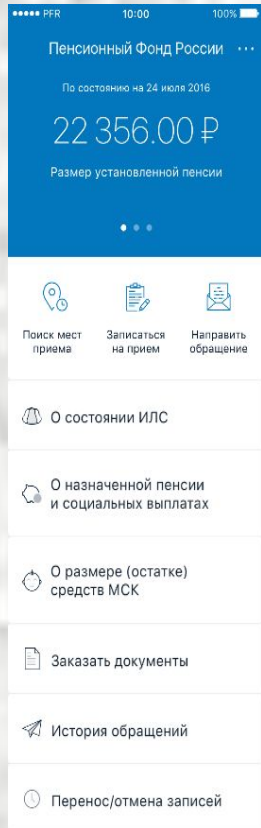 PFR 10:00 100%
Пенсионный Фонд России ...
По состоянию на 24 июля 2016
22 356.00 ₽
Размер установленной пенсии
Поиск мест
приема
Записаться
на прием
Направить
обращение
О состоянии ИЛС
О назначенной пенсии
и социальных выплатах
О размере (остатке)
средств МСК
Заказать документы
История обращений
Перенос/отмена записей